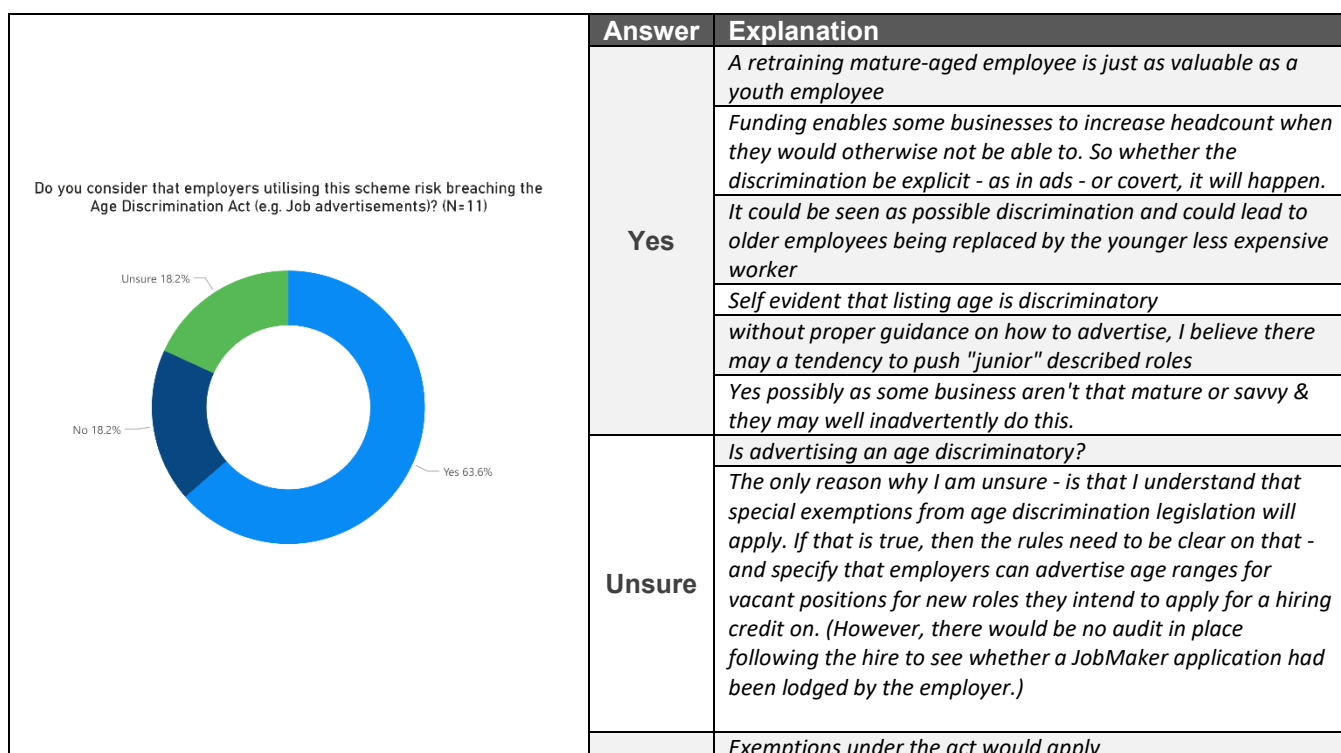 Do you consider that employers utilising this scheme risk breaching the
Age Discrimination Act (e.g. Job advertisements)? (N=11)
Unsure 18.2%
No 18.2%
Yes 63.6%
Answer
Explanation
Yes
A retraining mature-aged employee is just as valuable as a
youth employee
Funding enables some businesses to increase headcount when
they would otherwise not be able to. So whether the
discrimination be explicit - as in ads - or covert, it will happen.
It could be seen as possible discrimination and could lead to
older employees being replaced by the younger less expensive
worker
Self evident that listing age is discriminatory
without proper guidance on how to advertise, I believe there
may a tendency to push "junior" described roles
Yes possibly as some business aren't that mature or savvy &
they may well inadvertently do this.
Unsure
Is advertising an age discriminatory?
The only reason why I am unsure - is that I understand that
special exemptions from age discrimination legislation will
apply. If that is true, then the rules need to be clear on that -
and specify that employers can advertise age ranges for
vacant positions for new roles they intend to apply for a hiring
credit on. (However, there would be no audit in place
following the hire to see whether a JobMaker application had
been lodged by the employer.)
Exemptions under the act would apply